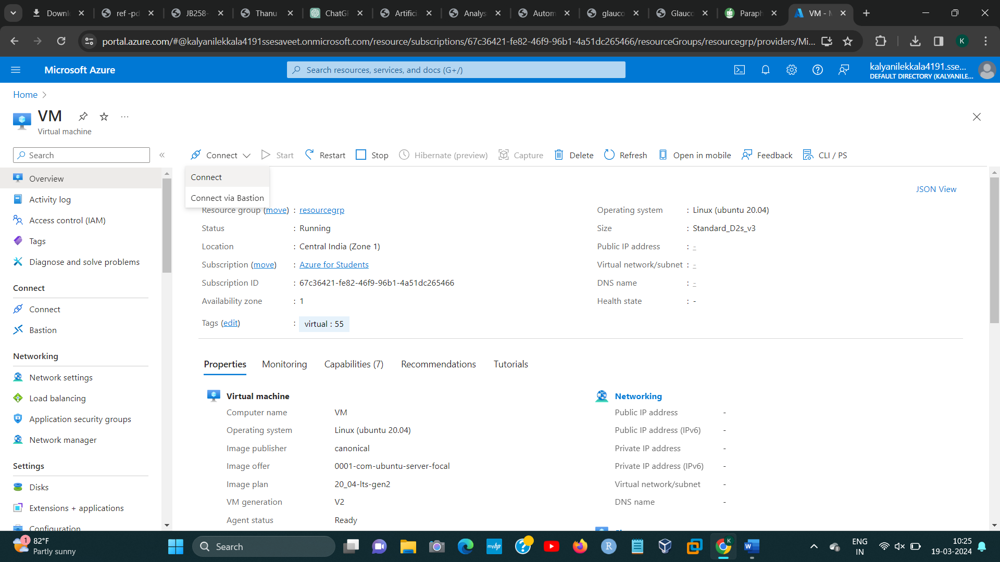 Downl
ref -pd
JB258-
Thanu
ChatGP
Artifici
Analys
Autom
glauco
Glauco
Paraph
VM - M
portal.azure.com/#@kalyanilekkala4191ssesaveet.onmicrosoft.com/resource/subscriptions/67c36421-fe82-46f9-96b1-4a51dc265466/resourceGroups/resourcegrp/providers/Mi...
K
Microsoft Azure
Search resources, services, and docs (G+/)
kalyanilekkala4191.sse...
DEFAULT DIRECTORY (KALYANILE...
Home
VM
Virtual machine
Search
Connect
Start
Restart
Stop
Hibernate (preview)
Capture
Delete
Refresh
Open in mobile
Feedback
CLI / PS
Connect
Connect via Bastion
Overview
Activity log
Access control (IAM)
Tags
Diagnose and solve problems
Connect
Connect
Bastion
Networking
Network settings
Load balancing
Application security groups
Network manager
Settings
Disks
Extensions + applications
Configuration
JSON View
Resource group (move) : resourcegrp
Status : Running
Location : Central India (Zone 1)
Subscription (move) : Azure for Students
Subscription ID : 67c36421-fe82-46f9-96b1-4a51dc265466
Availability zone : 1
Tags (edit) : virtual : 55
Operating system : Linux (ubuntu 20.04)
Size : Standard_D2s_v3
Public IP address : -
Virtual network/subnet : -
DNS name : -
Health state : -
Properties
Monitoring
Capabilities (7)
Recommendations
Tutorials
Virtual machine
Computer name VM
Operating system Linux (ubuntu 20.04)
Image publisher canonical
Image offer 0001-com-ubuntu-server-focal
Image plan 20_04-lts-gen2
VM generation V2
Agent status Ready
Networking
Public IP address -
Public IP address (IPv6) -
Private IP address -
Private IP address (IPv6) -
Virtual network/subnet -
DNS name -
1
82°F
Partly sunny
Search
myhp
R
K
W
ENG
IN
10:25
19-03-2024